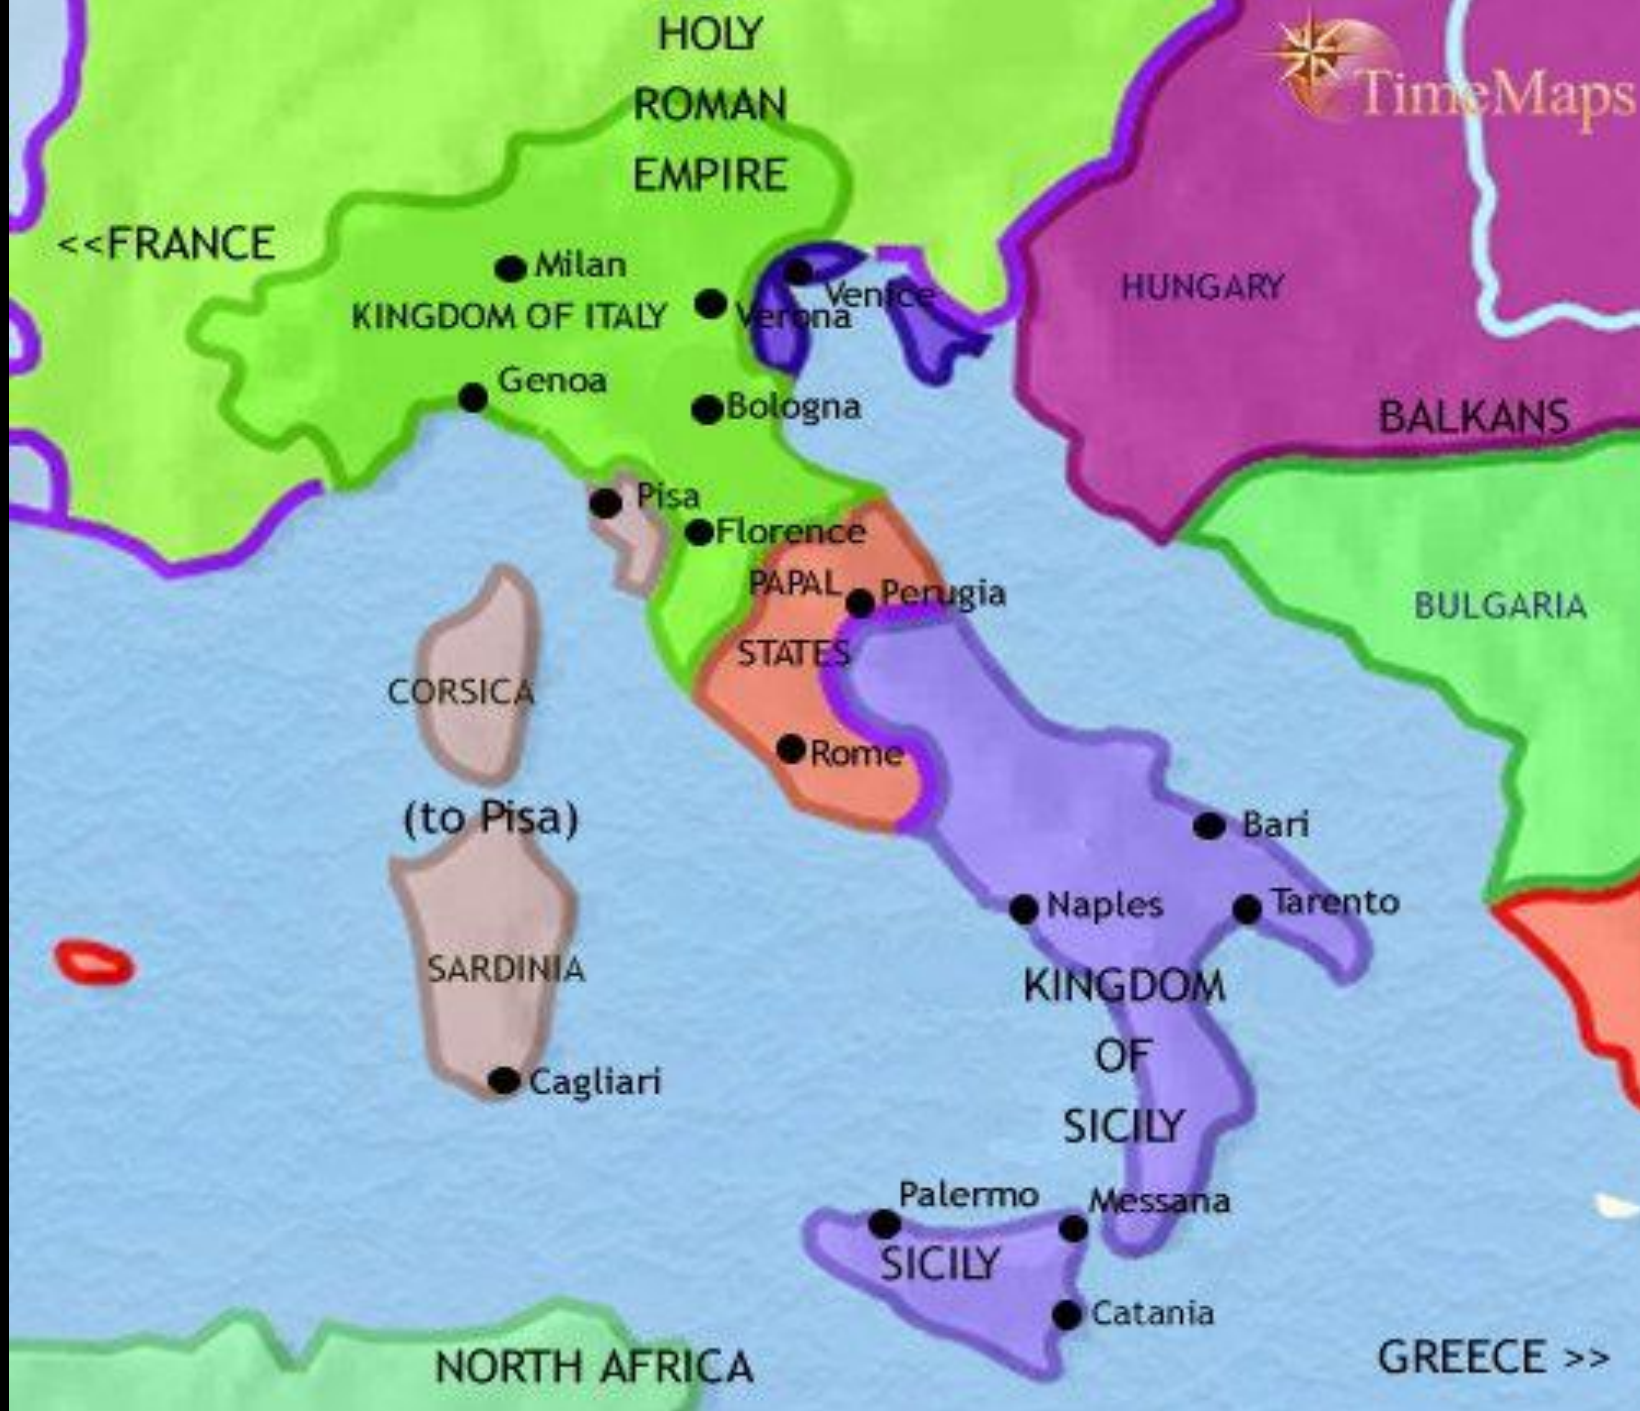 HOLY
ROMAN
EMPIRE
TimeMaps
<<FRANCE
Milan
KINGDOM OF ITALY
Venice
Verona
HUNGARY
Genoa
Bologna
BALKANS
Pisa
Florence
PAPAL
Perugia
STATES
BULGARIA
CORSICA
Rome
(to Pisa)
Bari
Naples
Tarento
SARDINIA
KINGDOM
OF
SICILY
Cagliari
Palermo
Messana
SICILY
Catania
NORTH AFRICA
GREECE >>